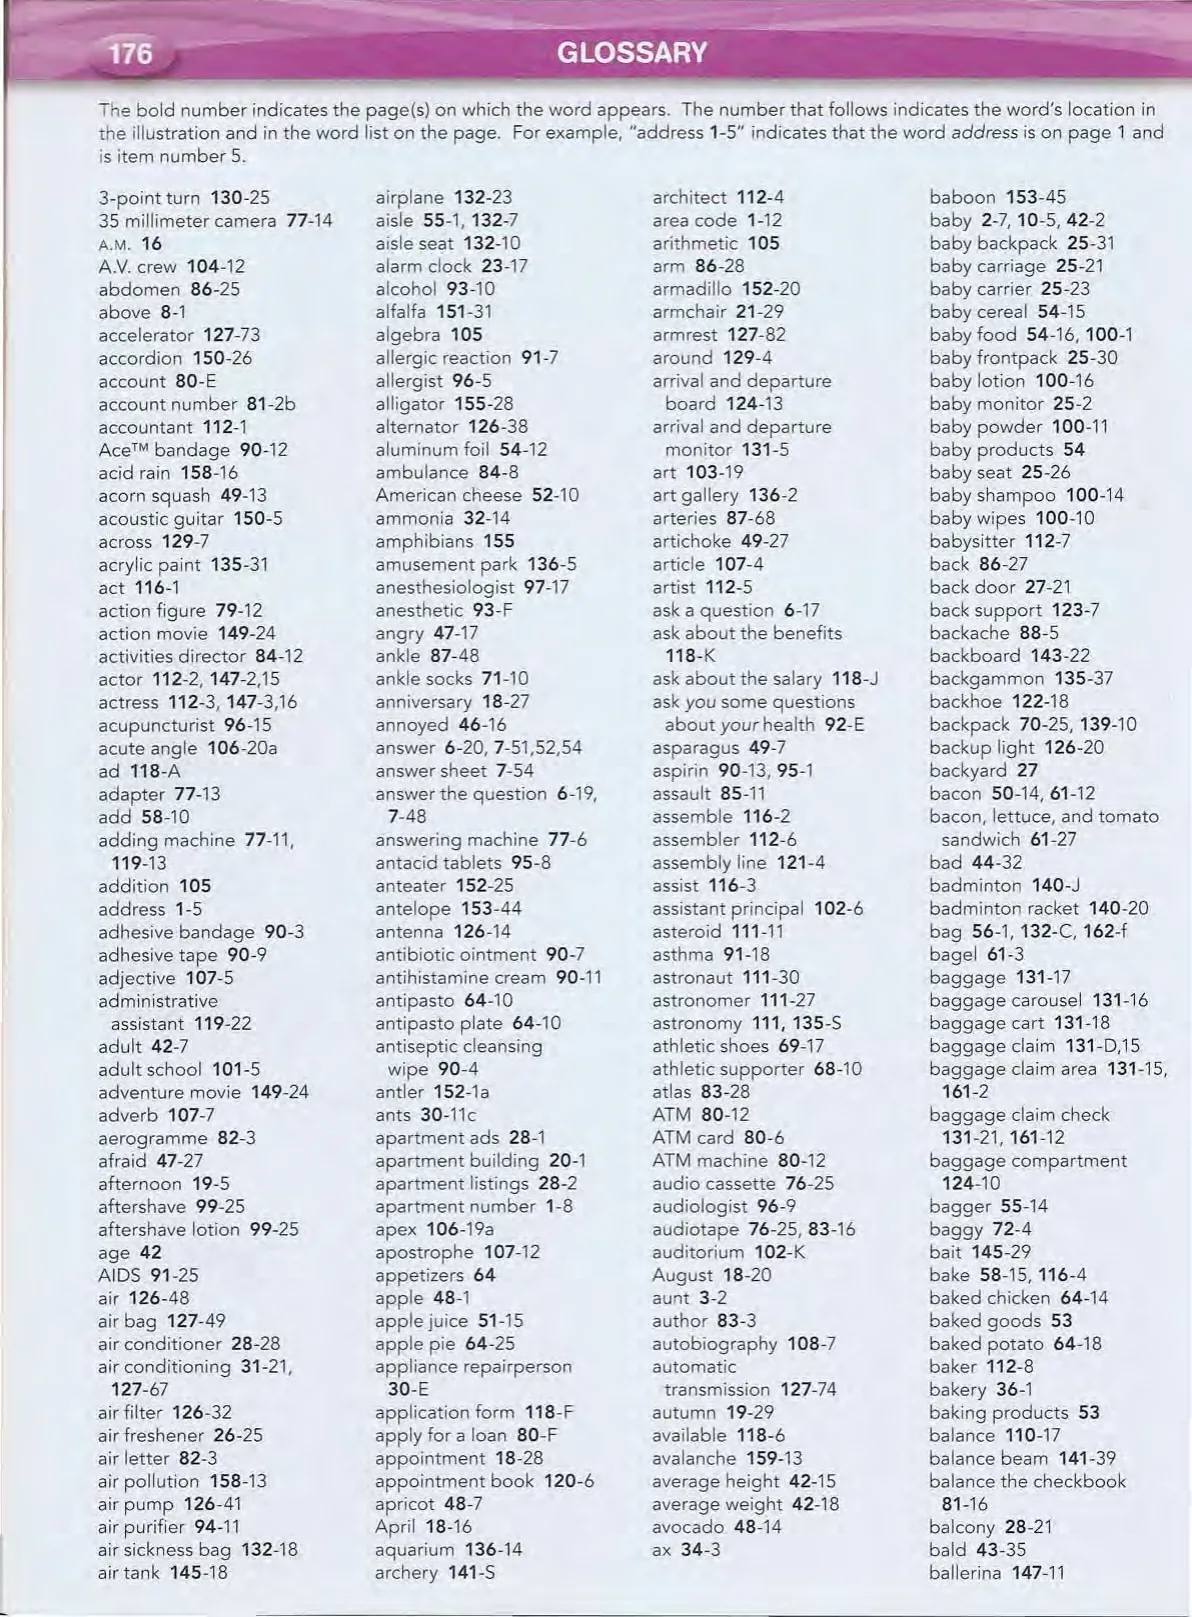 176
GLOSSARY
The bold number indicates the page(s) on which the word appears. The number that follows indicates the word's location in
the illustration and in the word list on the page. For example, "address 1-5" indicates that the word address is on page 1 and
is item number 5.
3-point turn 130-25
35 millimeter camera 77-14
A.M. 16
A.V. crew 104-12
abdomen 86-25
above 8-1
accelerator 127-73
accordion 150-26
account 80-E
account number 81-2b
accountant 112-1
Ace™ bandage 90-12
acid rain 158-16
acorn squash 49-13
acoustic guitar 150-5
across 129-7
acrylic paint 135-31
act 116-1
action figure 79-12
action movie 149-24
activities director 84-12
actor 112-2, 147-2,15
actress 112-3, 147-3,16
acupuncturist 96-15
acute angle 106-20a
ad 118-A
adapter 77-13
add 58-10
adding machine 77-11,
119-13
addition 105
address 1-5
adhesive bandage 90-3
adhesive tape 90-9
adjective 107-5
administrative
assistant 119-22
adult 42-7
adult school 101-5
adventure movie 149-24
adverb 107-7
aerogramme 82-3
afraid 47-27
afternoon 19-5
aftershave 99-25
aftershave lotion 99-25
age 42
AIDS 91-25
air 126-48
air bag 127-49
air conditioner 28-28
air conditioning 31-21,
127-67
air filter 126-32
air freshener 26-25
air letter 82-3
air pollution 158-13
air pump 126-41
air purifier 94-11
air sickness bag 132-18
air tank 145-18
airplane 132-23
aisle 55-1, 132-7
aisle seat 132-10
alarm clock 23-17
alcohol 93-10
alfalfa 151-31
algebra 105
allergic reaction 91-7
allergist 96-5
alligator 155-28
alternator 126-38
aluminum foil 54-12
ambulance 84-8
American cheese 52-10
ammonia 32-14
amphibians 155
amusement park 136-5
anesthesiologist 97-17
anesthetic 93-F
angry 47-17
ankle 87-48
ankle socks 71-10
anniversary 18-27
annoyed 46-16
answer 6-20, 7-51,52,54
answer sheet 7-54
answer the question 6-19,
7-48
answering machine 77-6
antacid tablets 95-8
anteater 152-25
antelope 153-44
antenna 126-14
antibiotic ointment 90-7
antihistamine cream 90-11
antipasto 64-10
antipasto plate 64-10
antiseptic cleansing
wipe 90-4
antler 152-1a
ants 30-11c
apartment ads 28-1
apartment building 20-1
apartment listings 28-2
apartment number 1-8
apex 106-19a
apostrophe 107-12
appetizers 64
apple 48-1
apple juice 51-15
apple pie 64-25
appliance repairperson
30-E
application form 118-F
apply for a loan 80-F
appointment 18-28
appointment book 120-6
apricot 48-7
April 18-16
aquarium 136-14
archery 141-S
architect 112-4
area code 1-12
arithmetic 105
arm 86-28
armadillo 152-20
armchair 21-29
armrest 127-82
around 129-4
arrival and departure
board 124-13
arrival and departure
monitor 131-5
art 103-19
art gallery 136-2
arteries 87-68
artichoke 49-27
article 107-4
artist 112-5
ask a question 6-17
ask about the benefits
118-K
ask about the salary 118-J
ask you some questions
about your health 92-E
asparagus 49-7
aspirin 90-13, 95-1
assault 85-11
assemble 116-2
assembler 112-6
assembly line 121-4
assist 116-3
assistant principal 102-6
asteroid 111-11
asthma 91-18
astronaut 111-30
astronomer 111-27
astronomy 111, 135-S
athletic shoes 69-17
athletic supporter 68-10
atlas 83-28
ATM 80-12
ATM card 80-6
ATM machine 80-12
audio cassette 76-25
audiologist 96-9
audiotape 76-25, 83-16
auditorium 102-K
August 18-20
aunt 3-2
author 83-3
autobiography 108-7
automatic
transmission 127-74
autumn 19-29
available 118-6
avalanche 159-13
average height 42-15
average weight 42-18
avocado 48-14
ax 34-3
baboon 153-45
baby 2-7, 10-5, 42-2
baby backpack 25-31
baby carriage 25-21
baby carrier 25-23
baby cereal 54-15
baby food 54-16, 100-1
baby frontpack 25-30
baby lotion 100-16
baby monitor 25-2
baby powder 100-11
baby products 54
baby seat 25-26
baby shampoo 100-14
baby wipes 100-10
babysitter 112-7
back 86-27
back door 27-21
back support 123-7
backache 88-5
backboard 143-22
backgammon 135-37
backhoe 122-18
backpack 70-25, 139-10
backup light 126-20
backyard 27
bacon 50-14, 61-12
bacon, lettuce, and tomato
sandwich 61-27
bad 44-32
badminton 140-J
badminton racket 140-20
bag 56-1, 132-C, 162-f
bagel 61-3
baggage 131-17
baggage carousel 131-16
baggage cart 131-18
baggage claim 131-D,15
baggage claim area 131-15,
161-2
baggage claim check
131-21, 161-12
baggage compartment
124-10
bagger 55-14
baggy 72-4
bait 145-29
bake 58-15, 116-4
baked chicken 64-14
baked goods 53
baked potato 64-18
baker 112-8
bakery 36-1
baking products 53
balance 110-17
balance beam 141-39
balance the checkbook
81-16
balcony 28-21
bald 43-35
ballerina 147-11